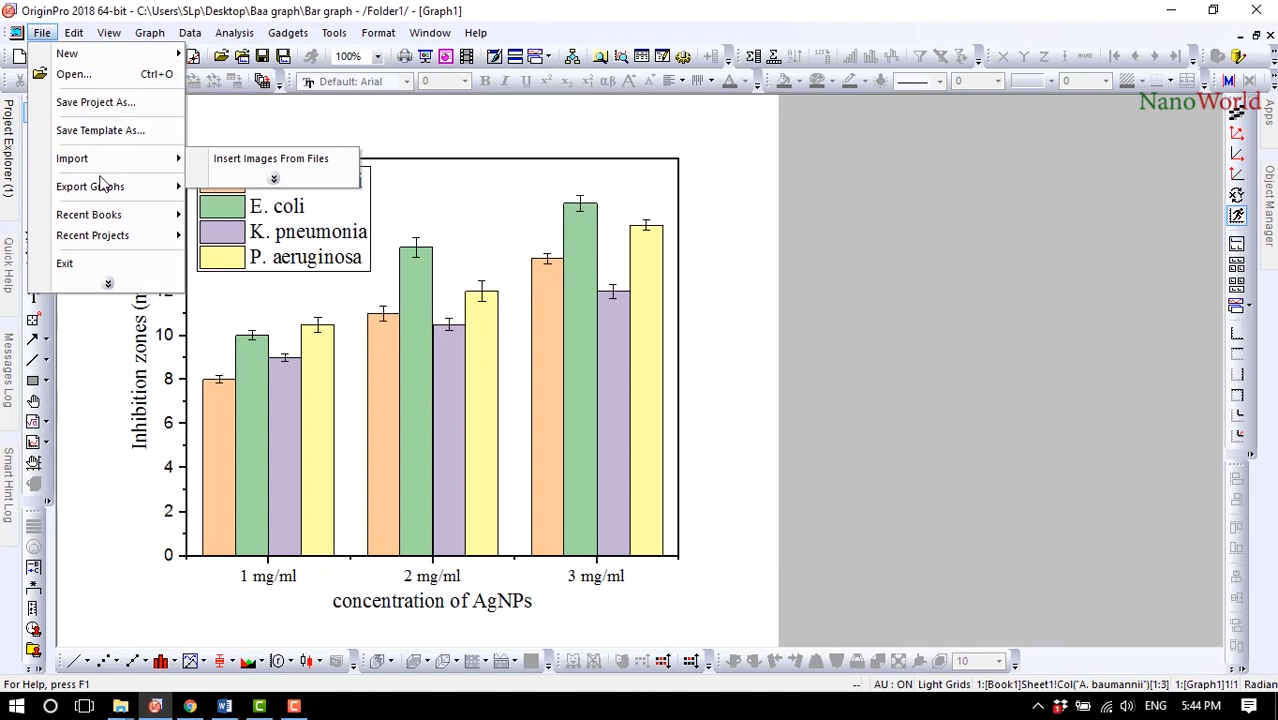 OriginPro 2018 64-bit - C:\Users\SLp\Desktop\Baa graph\Bar graph - /Folder1/ - [Graph1]
File Edit View Graph Data Analysis Gadgets Tools Format Window Help
100%
Default: Arial 0 B I U 0 0
NanoWorld
New
Open... Ctrl+O
Save Project As...
Save Template As...
Import
Insert Images From Files
Export Graphs
Recent Books
Recent Projects
Exit
Project Explorer (1)
Quick Help
Messages Log
Smart Hint Log
Apps
Object Manager
E. coli
K. pneumonia
P. aeruginosa
Inhibition zones
10
8
6
4
2
0
1 mg/ml 2 mg/ml 3 mg/ml
concentration of AgNPs
10
For Help, press F1 -- AU : ON Light Grids 1:[Book1]Sheet1!Col("A. baumannii")[1:3] 1:[Graph1]1!1 Radian
ENG 5:44 PM